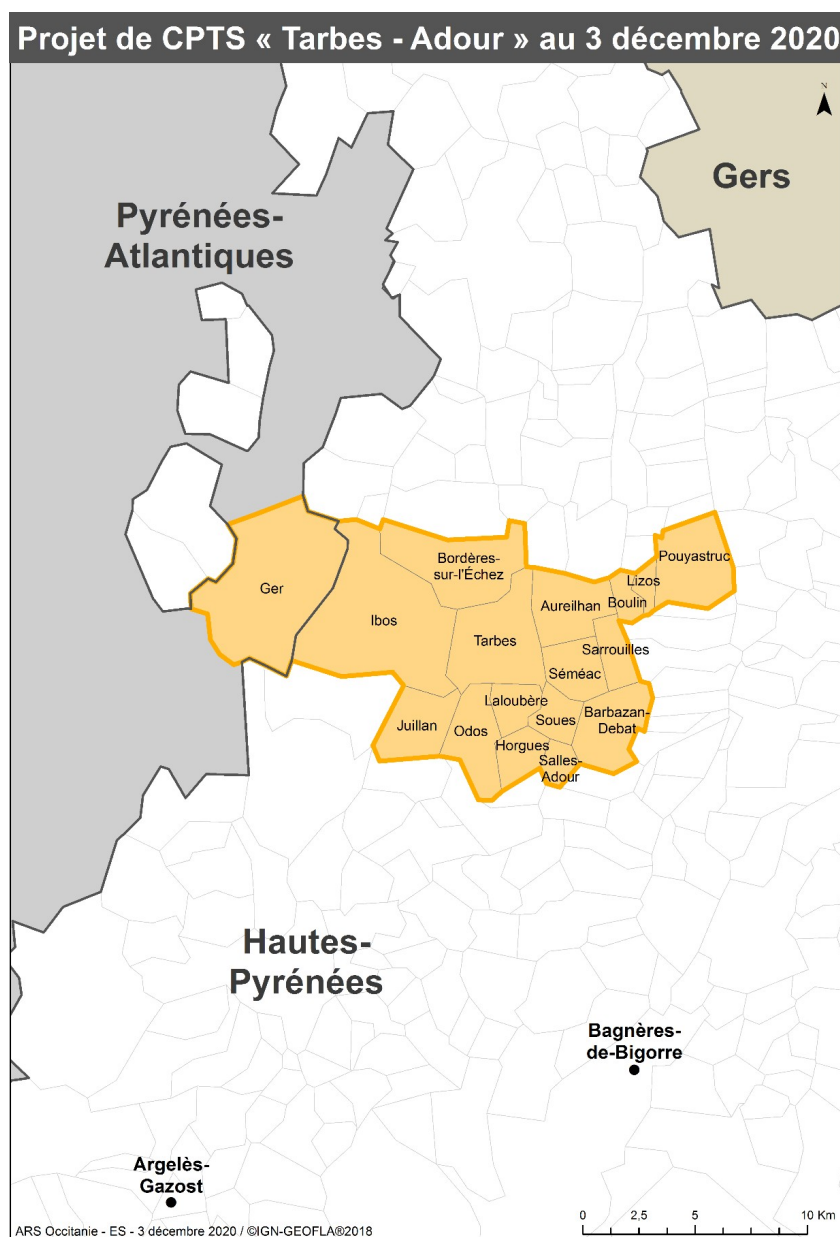 Projet de CPTS « Tarbes - Adour » au 3 décembre 2020
N
Gers
Pyrénées-
Atlantiques
Pouyastruc
Bordères-
sur-l'Échez
Lizos
Ger
Boulin
Aureilhan
Ibos
Tarbes
Sarrouilles
Séméac
Laloubère
Barbazan-
Debat
Juillan
Soues
Odos
Horgues
Salles-
Adour
Hautes-
Pyrénées
Bagnères-
de-Bigorre
Argelès-
Gazost
0 2,5 5 10 Km
ARS Occitanie - ES - 3 décembre 2020 / ©IGN-GEOFLA®2018